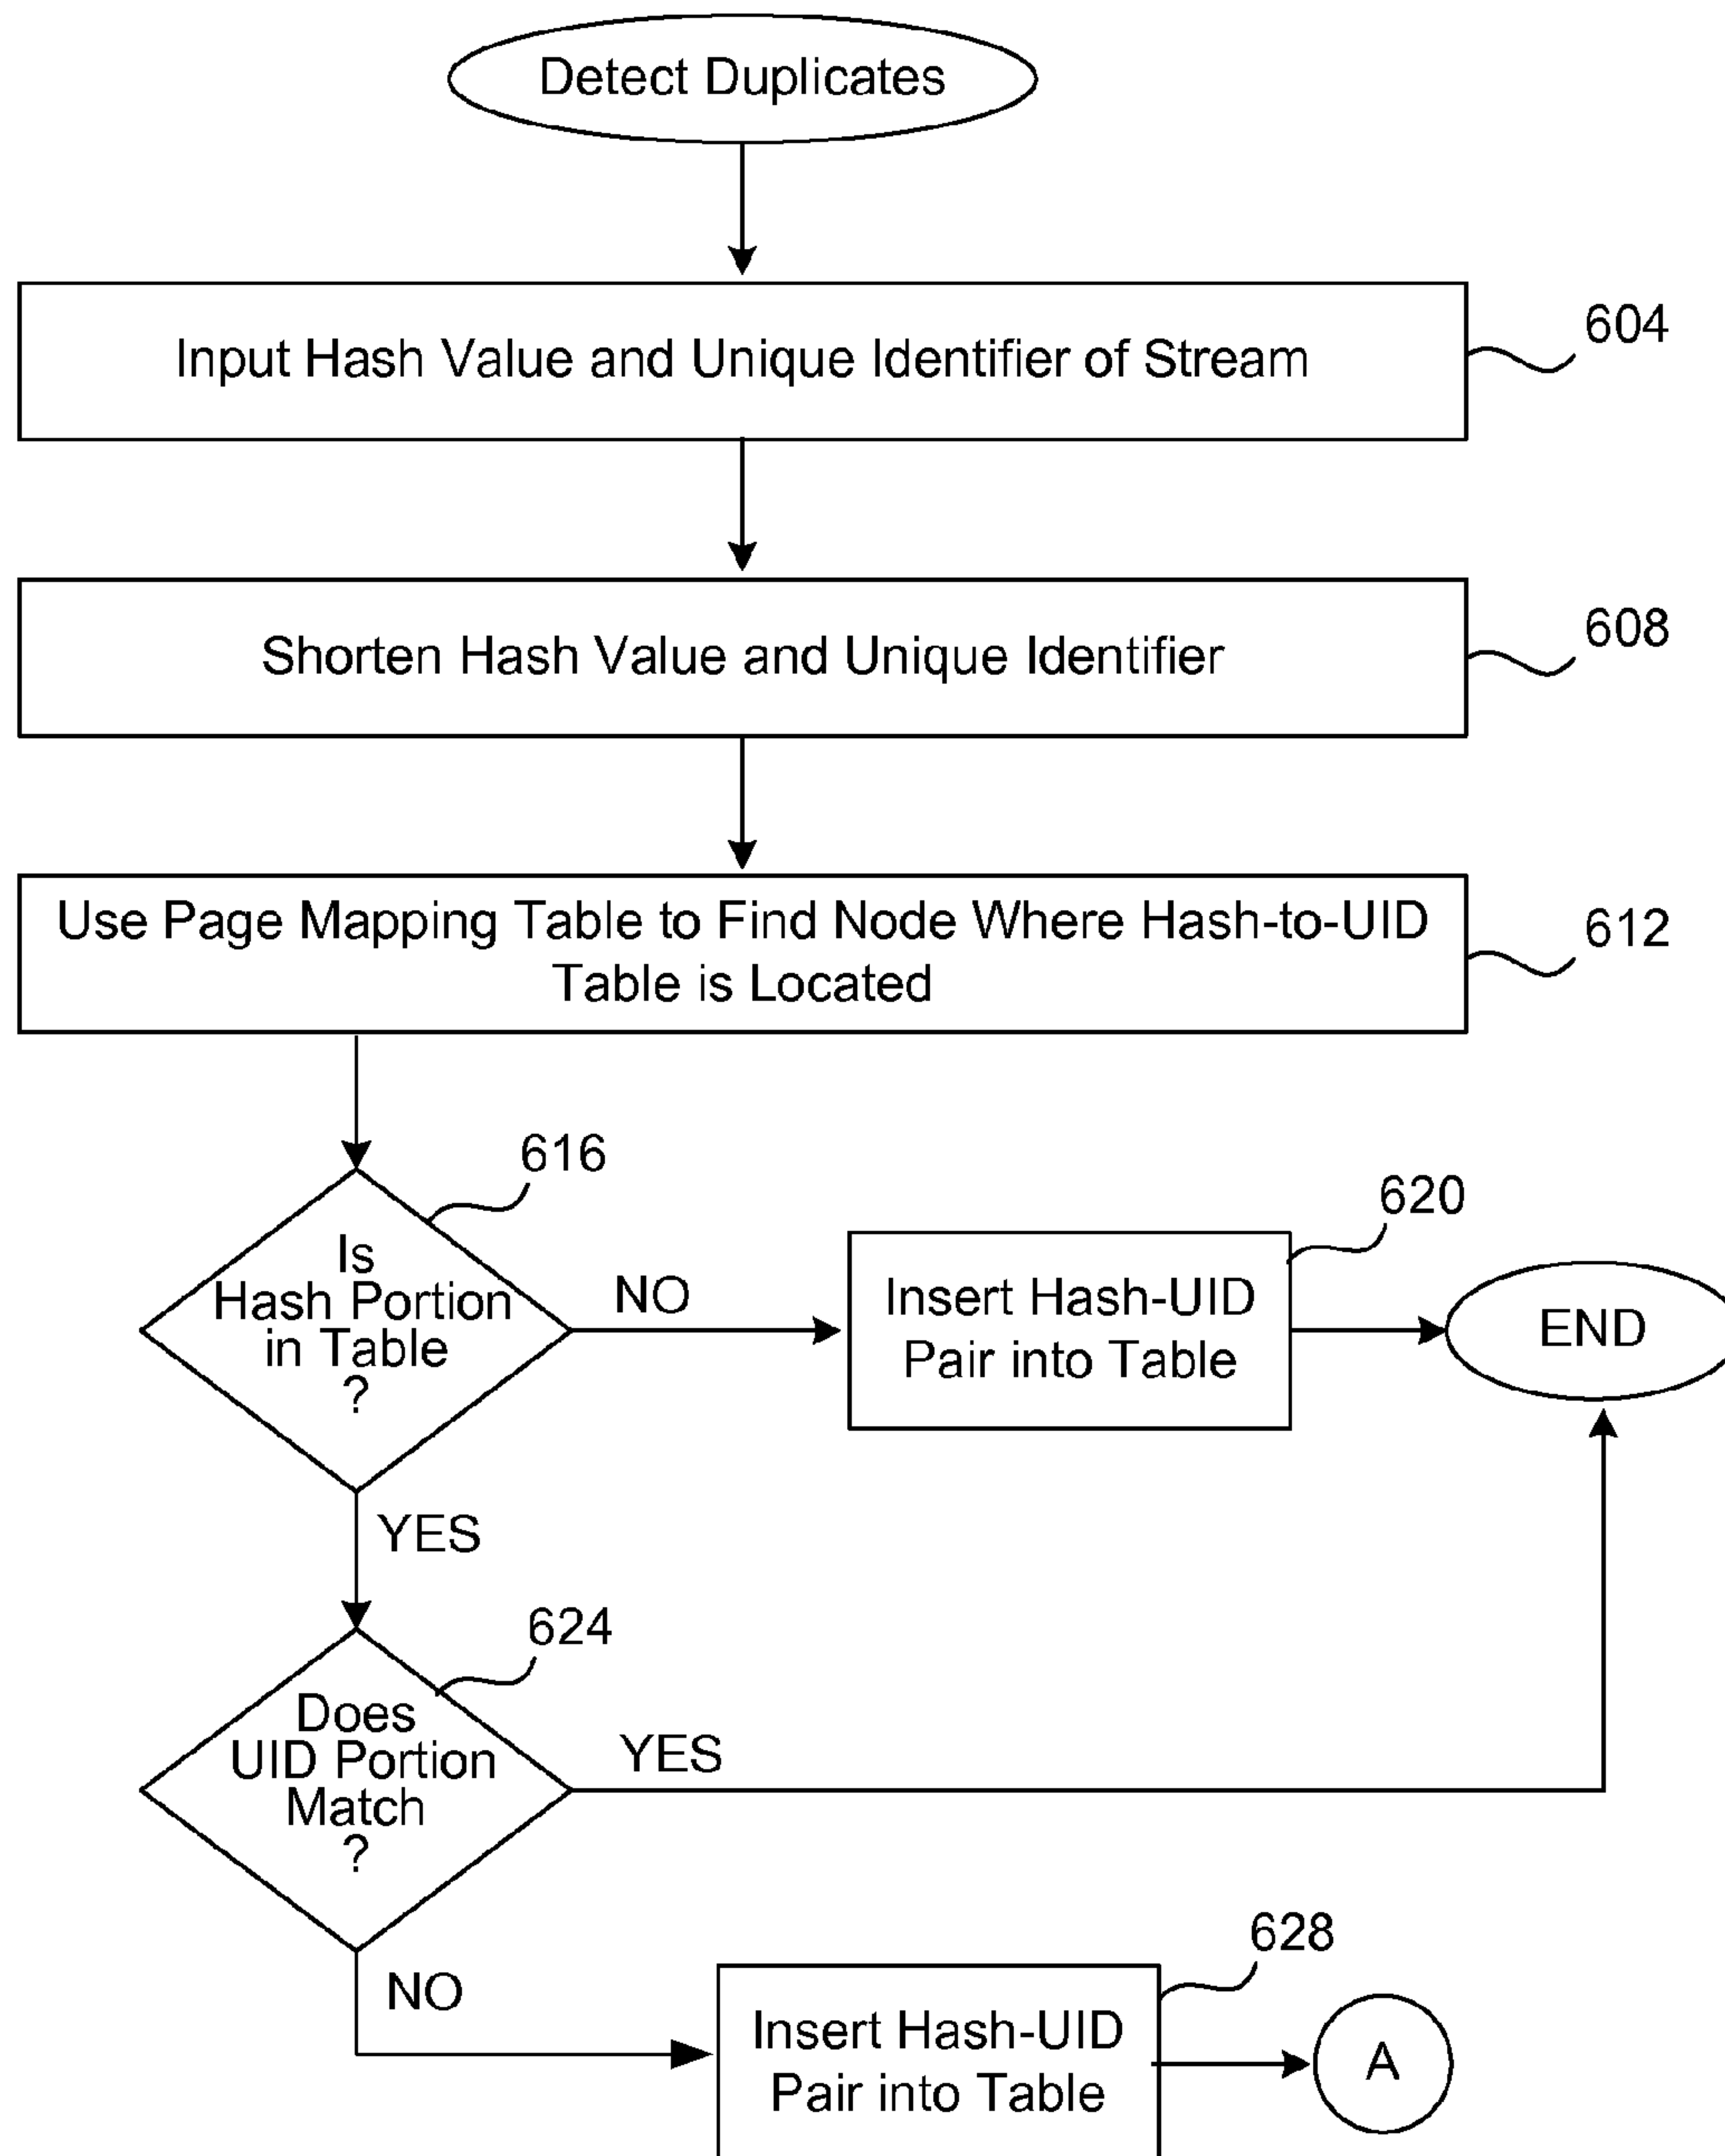 Detect Duplicates
Input Hash Value and Unique Identifier of Stream
604
Shorten Hash Value and Unique Identifier
608
Use Page Mapping Table to Find Node Where Hash-to-UID
Table is Located
612
616
Is
Hash Portion
in Table
?
NO
620
Insert Hash-UID
Pair into Table
END
YES
624
Does
UID Portion
Match
?
YES
NO
628
Insert Hash-UID
Pair into Table
A